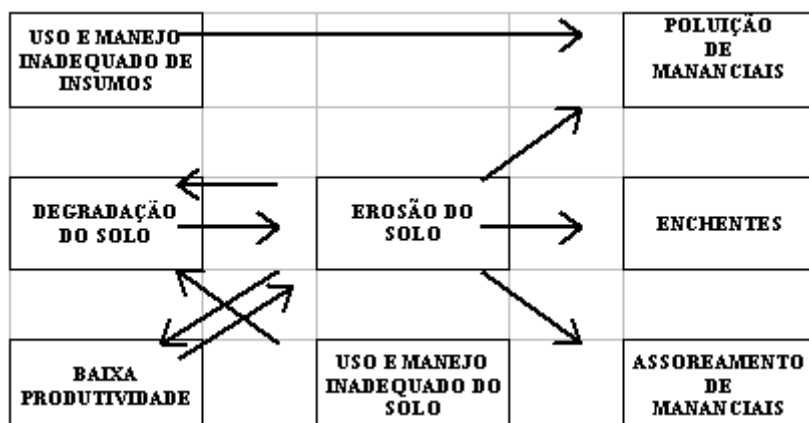 USO E MANEJO
INADEQUADO DE
INSUMOS
POLUIÇÃO
DE
MANANCIAIS
DEGRADAÇÃO
DO SOLO
EROSÃO DO
SOLO
ENCHENTES
BAIXA
PRODUTIVIDADE
USO E MANEJO
INADEQUADO DO
SOLO
ASSOREAMENTO
DE
MANANCIAIS